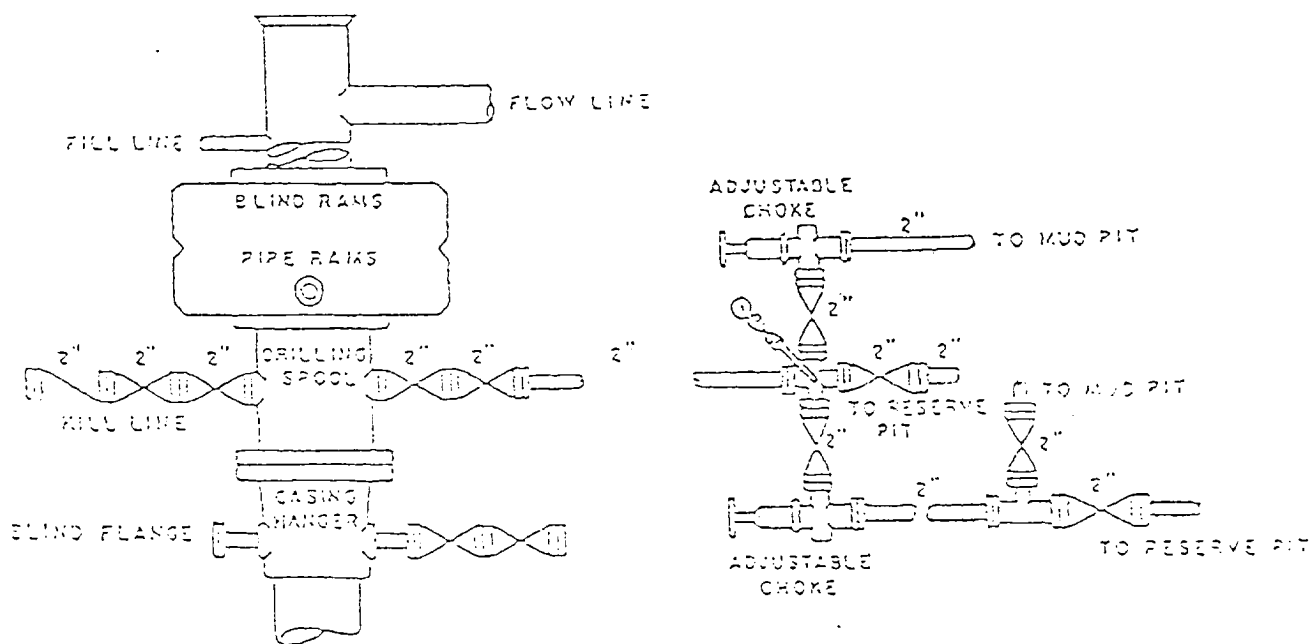 FLOW LINE
FILL LINE
BLIND RAMS
PIPE RAMS
2" 2" 2" DRILLING 2" 2" 2"
SPOOL
KILL LINE
CASING
HANGER
BLIND FLANGE
ADJUSTABLE
CHOKE
2"
TO MUD PIT
2"
2" 2"
TO RESERVE
PIT
TO MUD PIT
2"
2"
2"
2"
TO RESERVE PIT
ADJUSTABLE
CHOKE